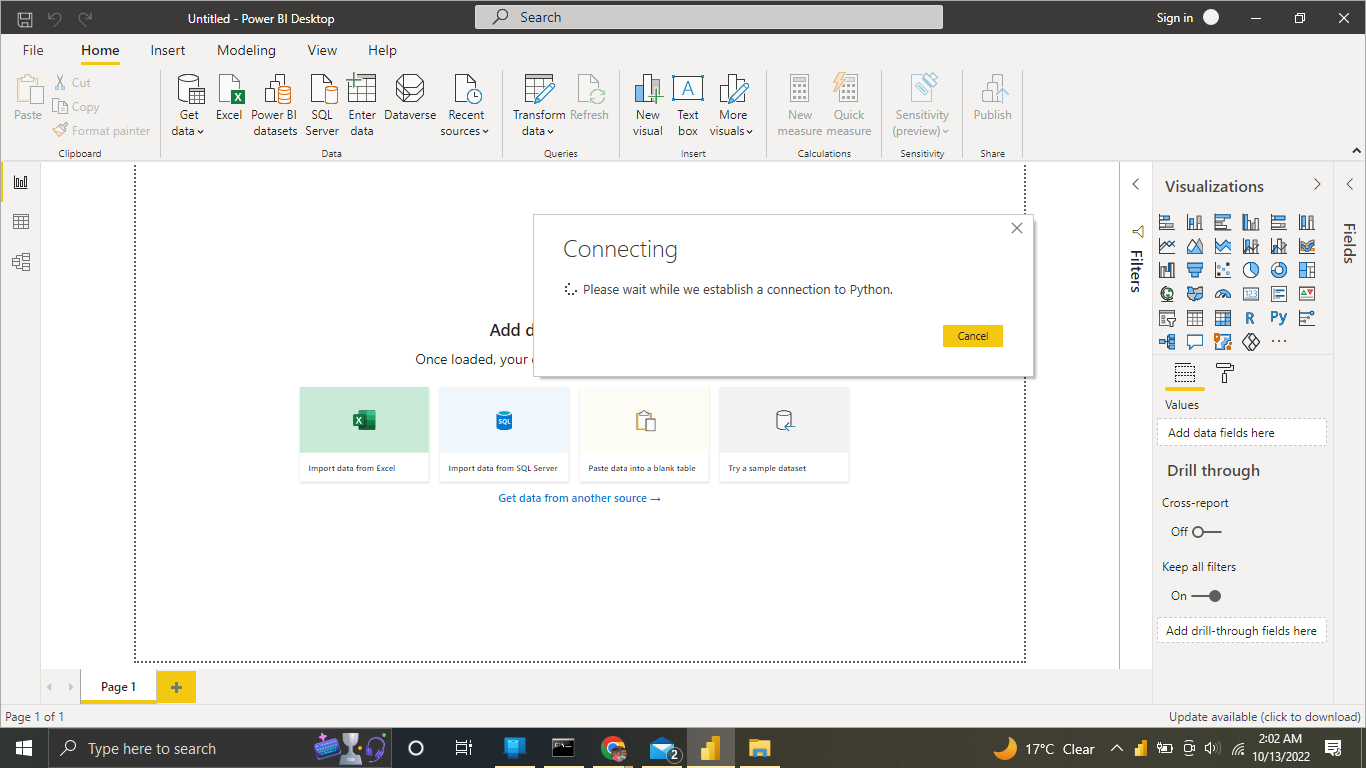 Untitled - Power BI Desktop
Search
Sign in
File
Home
Insert
Modeling
View
Help
Paste
Cut
Copy
Format painter
Clipboard
Get data
Excel
Power BI datasets
SQL Server
Enter data
Dataverse
Recent sources
Data
Transform data
Refresh
Queries
New visual
A
Text box
More visuals
Insert
New measure
Quick measure
Calculations
Sensitivity (preview)
Sensitivity
Publish
Share
Connecting
Please wait while we establish a connection to Python.
Cancel
Add d
Once loaded, your
X
SQL
Import data from Excel
Import data from SQL Server
Paste data into a blank table
Try a sample dataset
Get data from another source →
Filters
Visualizations
123
R
Py
...
Values
Add data fields here
Drill through
Cross-report
Off
Keep all filters
On
Add drill-through fields here
Fields
Page 1
Page 1 of 1
Update available (click to download)
Type here to search
2
17°C Clear
2:02 AM
10/13/2022